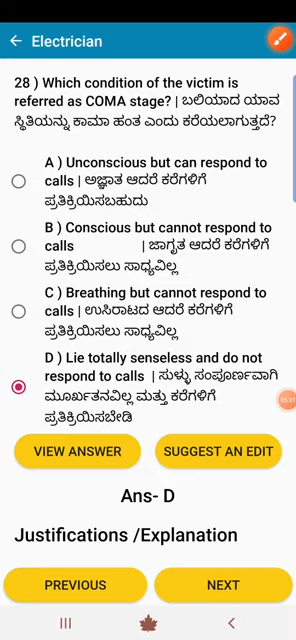 Electrician
28 ) Which condition of the victim is
referred as COMA stage? | ಬಲಿಯಾದ ಯಾವ
ಸ್ಥಿತಿಯನ್ನು ಕಾಮಾ ಹಂತ ಎಂದು ಕರೆಯಲಾಗುತ್ತದೆ?
A ) Unconscious but can respond to
calls | ಅಜ್ಞಾತ ಆದರೆ ಕರೆಗಳಿಗೆ
ಪ್ರತಿಕ್ರಿಯಿಸಬಹುದು
B ) Conscious but cannot respond to
calls | ಜಾಗೃತ ಆದರೆ ಕರೆಗಳಿಗೆ
ಪ್ರತಿಕ್ರಿಯಿಸಲು ಸಾಧ್ಯವಿಲ್ಲ
C ) Breathing but cannot respond to
calls | ಉಸಿರಾಟದ ಆದರೆ ಕರೆಗಳಿಗೆ
ಪ್ರತಿಕ್ರಿಯಿಸಲು ಸಾಧ್ಯವಿಲ್ಲ
D ) Lie totally senseless and do not
respond to calls | ಸುಳ್ಳು ಸಂಪೂರ್ಣವಾಗಿ
ಮೂರ್ಖತನವಿಲ್ಲ ಮತ್ತು ಕರೆಗಳಿಗೆ
05:31
ಪ್ರತಿಕ್ರಿಯಿಸಬೇಡಿ
VIEW ANSWER SUGGEST AN EDIT
Ans- D
Justifications /Explanation
PREVIOUS NEXT